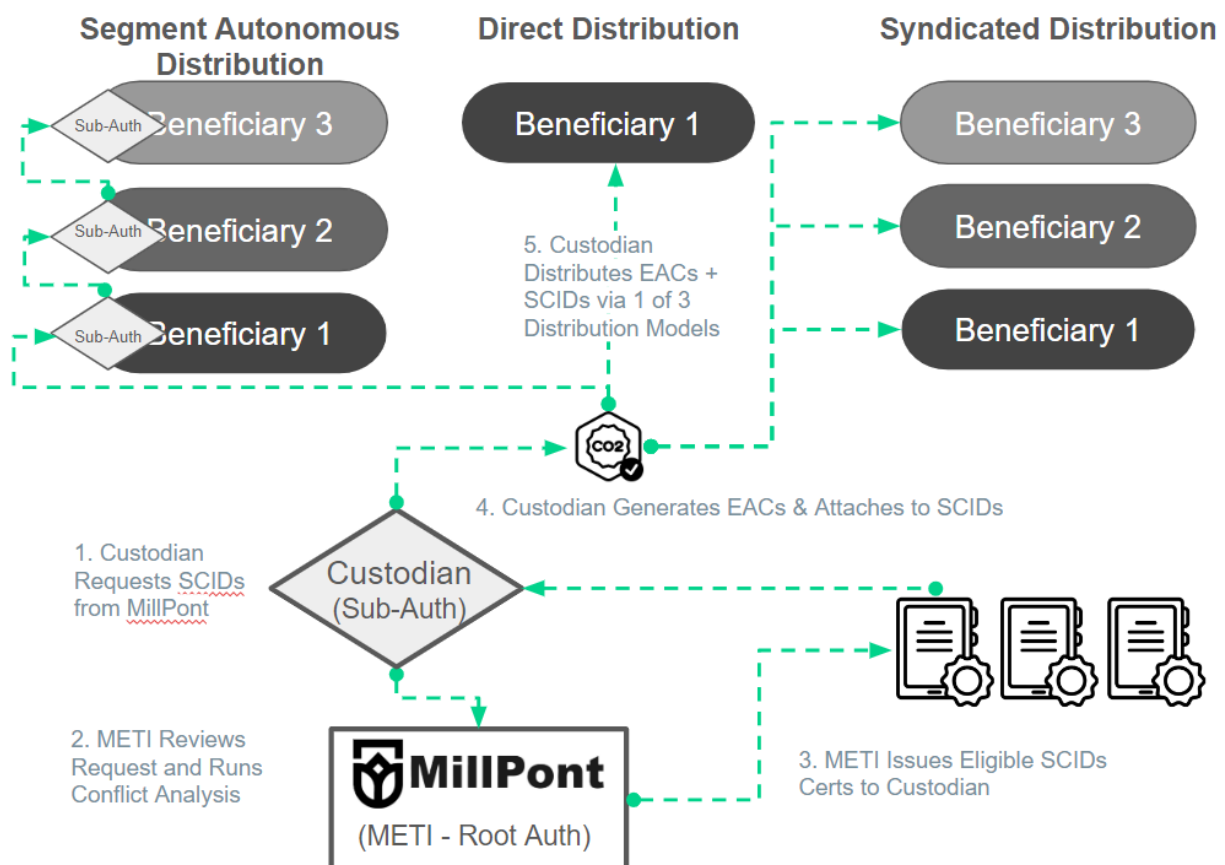 Segment Autonomous
Distribution
Direct Distribution
Syndicated Distribution
Sub-Auth
Beneficiary 3
Sub-Auth
Beneficiary 2
Sub-Auth
Beneficiary 1
Beneficiary 1
Beneficiary 3
Beneficiary 2
Beneficiary 1
5. Custodian
Distributes EACs +
SCIDs via 1 of 3
Distribution Models
CO2
4. Custodian Generates EACs & Attaches to SCIDs
1. Custodian
Requests SCIDs
from MillPont
Custodian
(Sub-Auth)
2. METI Reviews
Request and Runs
Conflict Analysis
MillPont
(METI - Root Auth)
3. METI Issues Eligible SCIDs
Certs to Custodian